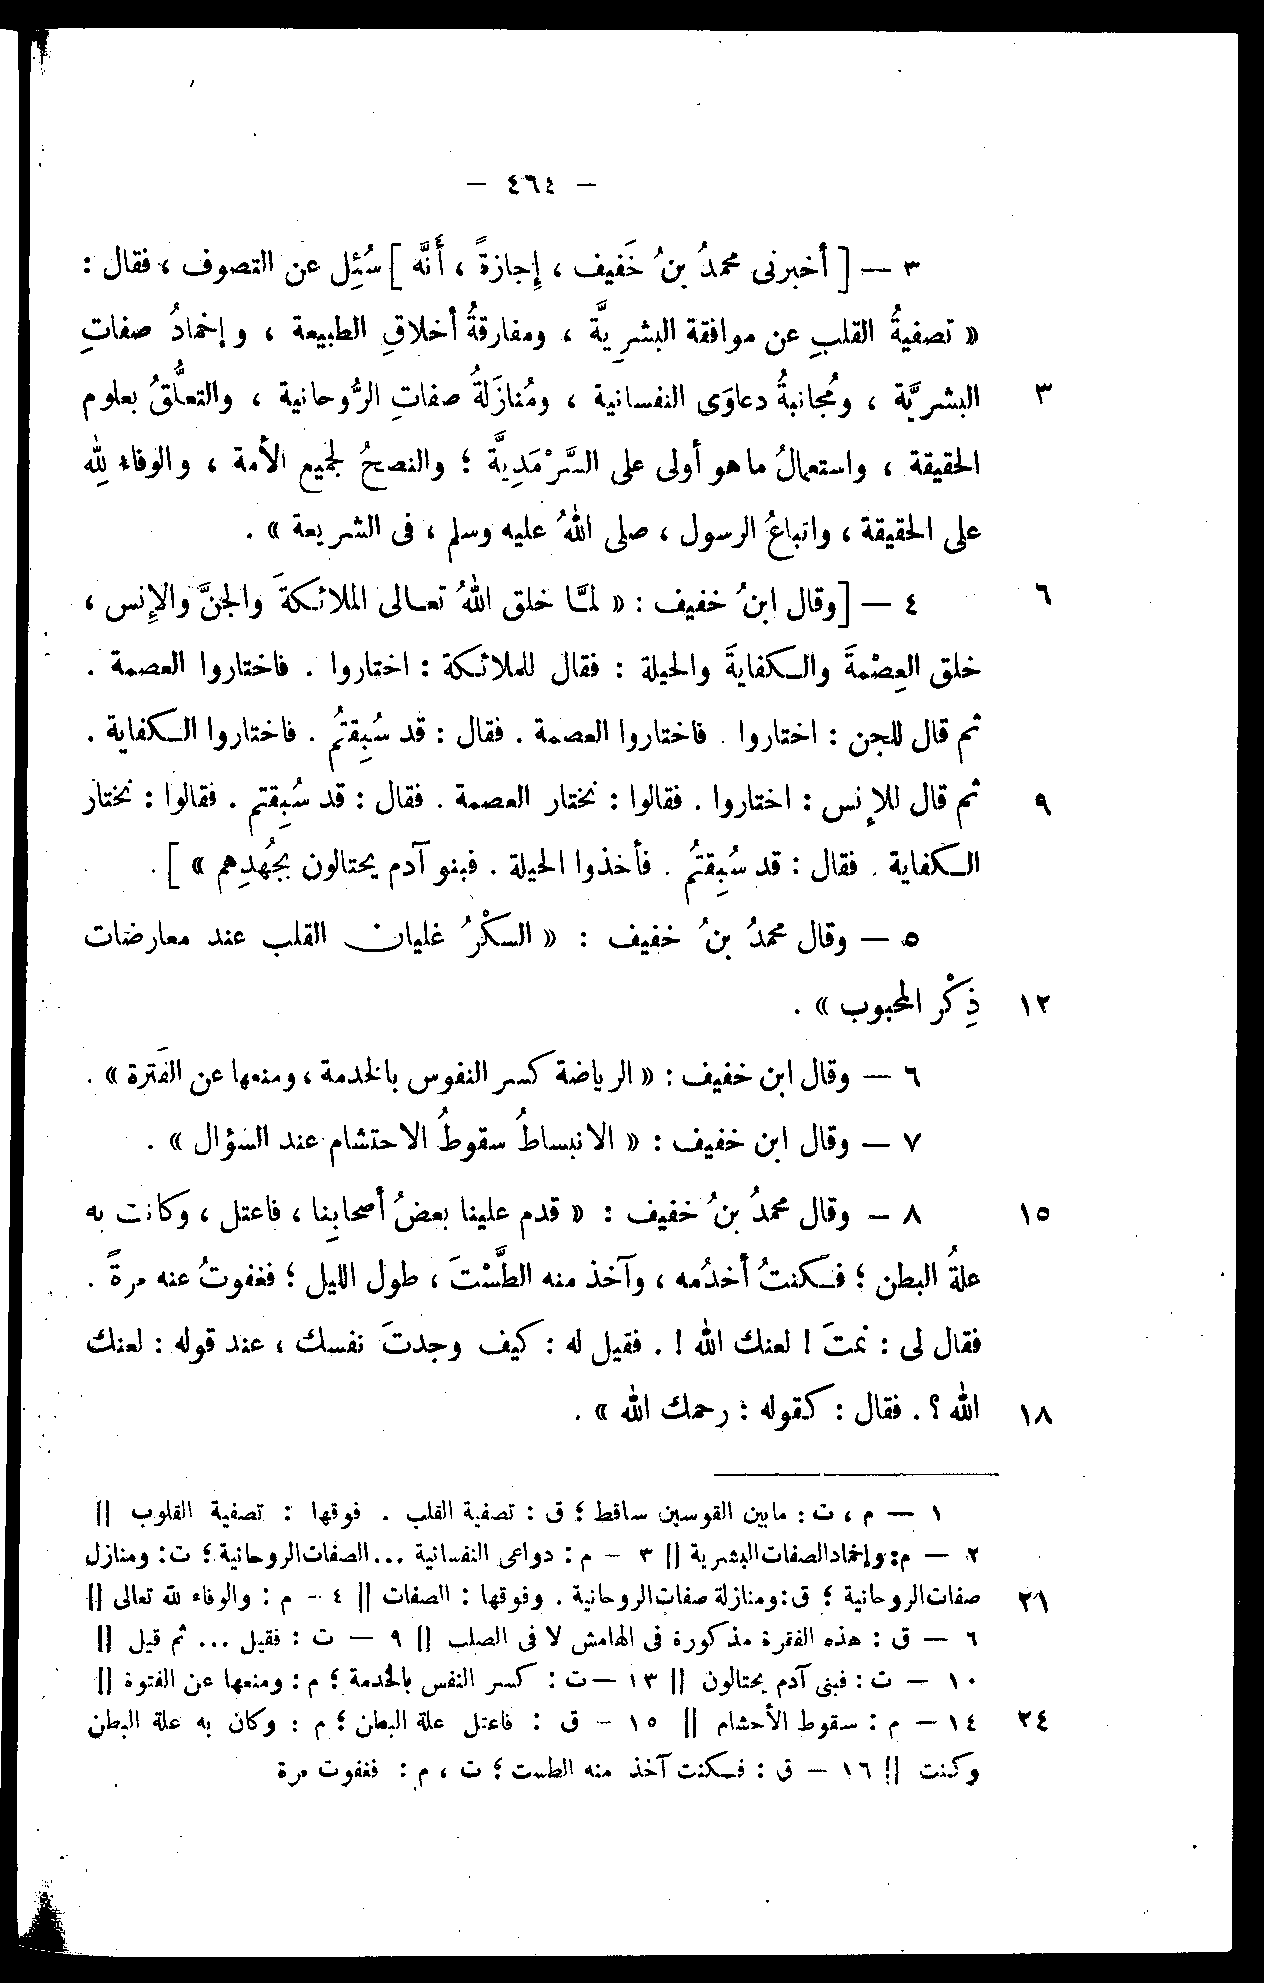 — ٤٦٤ —
٣ — [ أخبرنى محمدُ بنُ خَفيف ، إِجازةً ، أَنَّه ] سُئِل عن التصوف ، فقال :
« تصفيةُ القلبِ عن موافقة البشرِيَّة ، ومفارقةُ أخلاقِ الطبيعة ، وإخمادُ صفاتِ
٣ البشريَّة ، ومُجانبةُ دعاوَى النفسانية ، ومُنازَلةُ صفاتِ الرُّوحانية ، والتعلُّقُ بعلوم
الحقيقة ، واستعمالُ ما هو أولى على السَّرْمَدِيَّة ؛ والنصحُ لجميع الأمة ، والوفاء لِلهِ
على الحقيقة ، واتباعُ الرسول ، صلى اللهُ عليه وسلم ، فى الشريعة » .
٦ ٤ — [وقال ابنُ خفيف : « لمَّا خلق اللهُ تعالى الملائكةَ والجنَّ والإنس ،
خلق العِصْمةَ والكفايةَ والحيلة : فقال للملائكة : اختاروا . فاختاروا العصمة .
ثم قال للجن : اختاروا . فاختاروا العصمة . فقال : قد سُبِقتُم . فاختاروا الكفاية .
٩ ثم قال للإنس : اختاروا . فقالوا : نختار العصمة . فقال : قد سُبِقتم . فقالوا : نختار
الكفاية . فقال : قد سُبِقتُم . فأخذوا الحيلة . فبنو آدم يحتالون بجُهدِهم » ] .
٥ — وقال محمدُ بنُ خفيف : « السكْرُ غليان القلب عند معارضات
١٢ ذِكْر المحبوب » .
٦ — وقال ابن خفيف : « الرياضة كسر النفوس بالخدمة ، ومنعها عن الفَترة » .
٧ — وقال ابن خفيف : « الانبساطُ سقوطُ الاحتشام عند السؤال » .
١٥ ٨ — وقال محمدُ بنُ خفيف : « قدم علينا بعضُ أصحابِنا ، فاعتل ، وكانت به
علةُ البطن ؛ فكنتُ أخدُمه ، وآخذ منه الطَّسْتَ ، طول الليل ؛ فغفوتُ عنه مرةً .
فقال لى : نمتَ ! لعنك الله ! . فقيل له : كيف وجدتَ نفسك ، عند قوله : لعنك
١٨ الله ؟ . فقال : كقوله : رحمك الله » .
١ — م ، ت : ما بين القوسين ساقط ؛ ق : تصفية القلب . فوقها : تصفية القلوب ||
٢ — م : وإخماد الصفات البشرية || ٣ — م : دواعى النفسانية ... الصفات الروحانية ؛ ت : ومنازل
٢١ صفات الروحانية ؛ ق : ومنازلة صفات الروحانية . وفوقها : الصفات || ٤ — م : والوفاء لله تعالى ||
٦ — ق : هذه الفقرة مذكورة فى الهامش لا فى الصلب || ٩ — ت : فقيل ... ثم قيل ||
١٠ — ت : فبنى آدم يحتالون || ١٣ — ت : كسر النفس بالخدمة ؛ م : ومنعها عن الفتوة ||
٢٤ ١٤ — م : سقوط الأحشام || ١٥ — ق : فاعتل علة البطن ؛ م : وكان به علة البطن
وكنت || ١٦ — ق : فكنت آخذ منه الطست ؛ ت ، م : فغفوت مرة